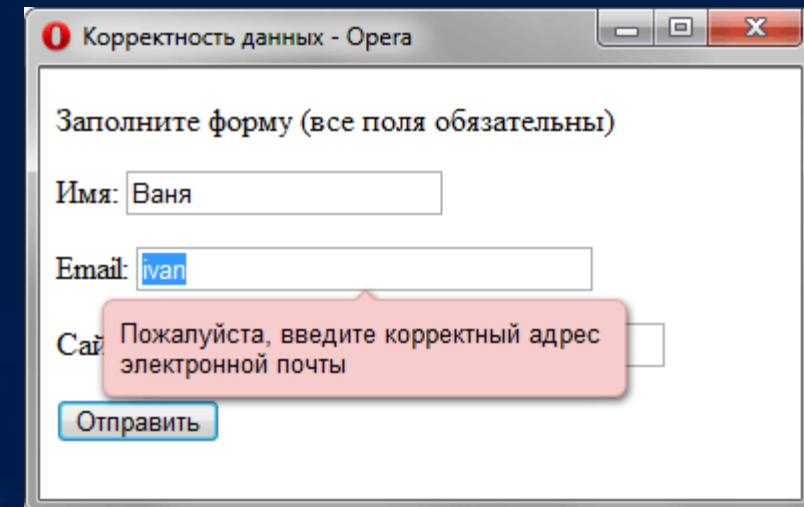 Корректность данных - Opera
Заполните форму (все поля обязательны)
Имя: Ваня
Email: ivan
Пожалуйста, введите корректный адрес
электронной почты
Отправить